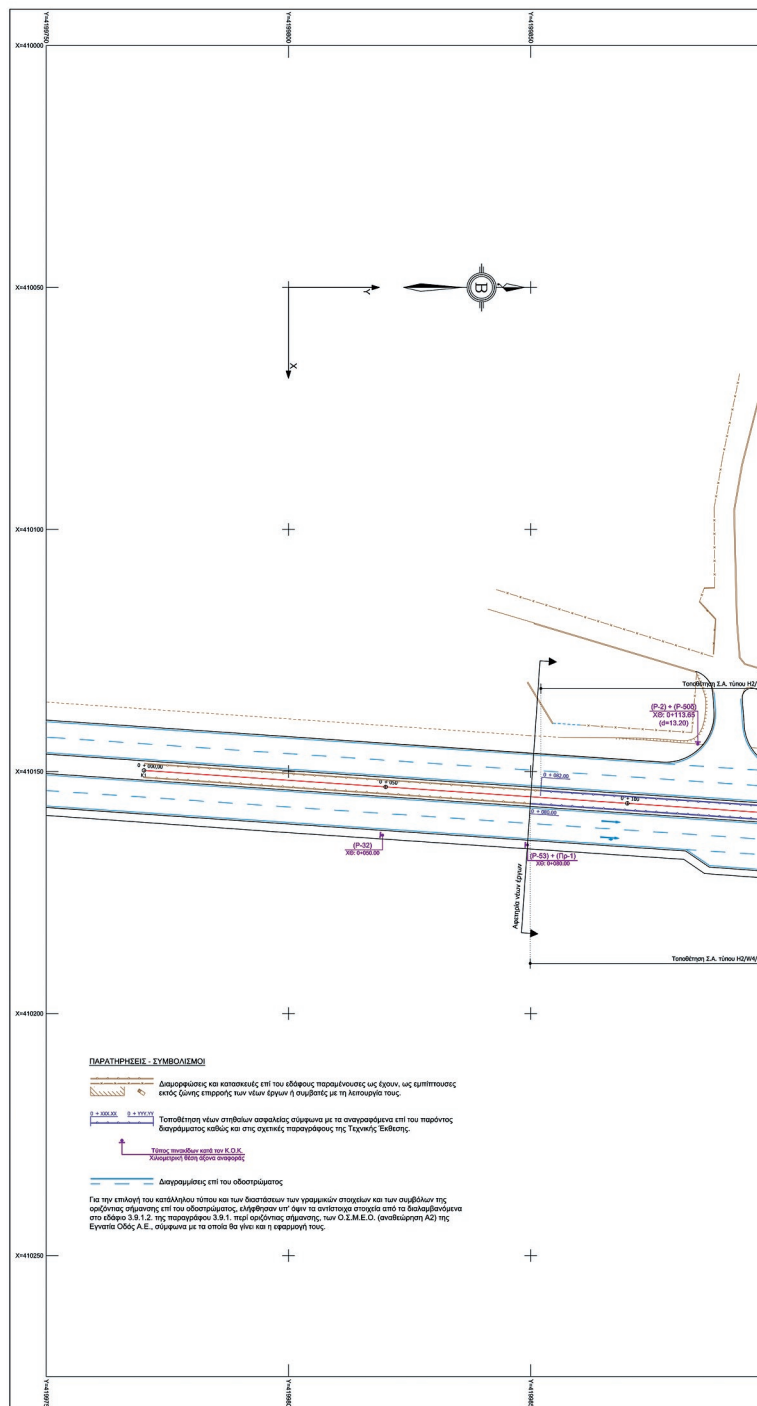 Y=4199750
Y=4199800
Y=4199850
X=410000
X=410050
Y
B
X
X=410100
Τοποθέτηση Σ.Α. τύπου H2/
(Ρ-2) + (Ρ-50δ)
ΧΘ: 0+113.65
(d=13.20)
X=410150
0 + 000.00
K1
0 + 050
0 + 082.00
0 + 100
0 + 080.00
(Ρ-32)
ΧΘ: 0+050.00
(Ρ-53) + (Πρ-1)
ΧΘ: 0+080.00
Αφετηρία νέων έργων
Τοποθέτηση Σ.Α. τύπου H2/W4/
X=410200
ΠΑΡΑΤΗΡΗΣΕΙΣ - ΣΥΜΒΟΛΙΣΜΟΙ
Διαμορφώσεις και κατασκευές επί του εδάφους παραμένουσες ως έχουν, ως εμπίπτουσες
εκτός ζώνης επιρροής των νέων έργων ή συμβατές με τη λειτουργία τους.
0 + XXX.XX 0 + YYY.YY
Τοποθέτηση νέων στηθαίων ασφαλείας σύμφωνα με τα αναγραφόμενα επί του παρόντος
διαγράμματος καθώς και στις σχετικές παραγράφους της Τεχνικής Έκθεσης.
Τύπος πινακίδων κατά τον Κ.Ο.Κ.
Χιλιομετρική θέση άξονα αναφοράς
Διαγραμμίσεις επί του οδοστρώματος
Για την επιλογή του κατάλληλου τύπου και των διαστάσεων των γραμμικών στοιχείων και των συμβόλων της
οριζόντιας σήμανσης επί του οδοστρώματος, ελήφθησαν υπ' όψιν τα αντίστοιχα στοιχεία από τα διαλαμβανόμενα
στο εδάφιο 3.9.1.2. της παραγράφου 3.9.1. περί οριζόντιας σήμανσης, των Ο.Σ.Μ.Ε.Ο. (αναθεώρηση Α2) της
Εγνατία Οδός Α.Ε., σύμφωνα με τα οποία θα γίνει και η εφαρμογή τους.
X=410250